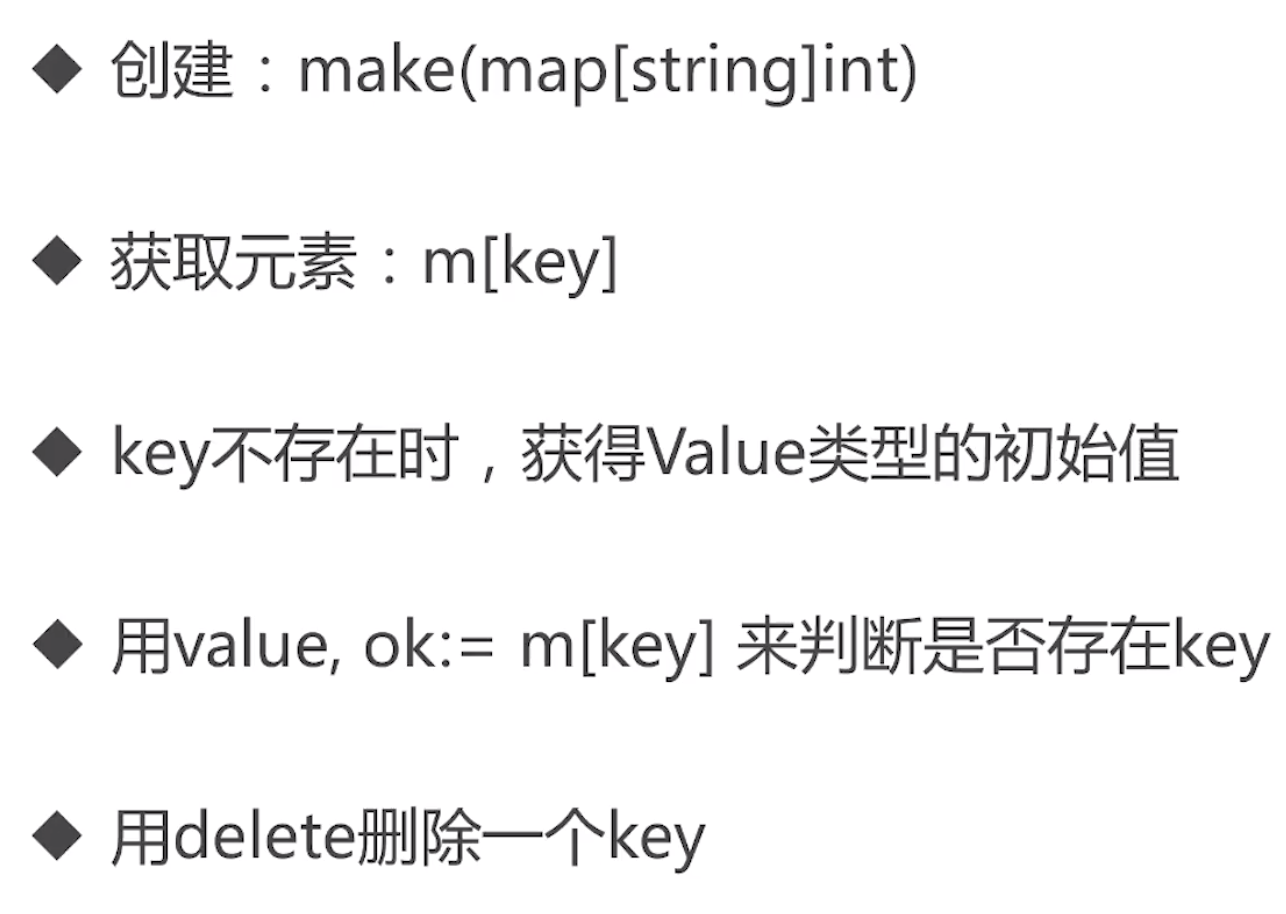 ◆ 创建：make(map[string]int)
◆ 获取元素：m[key]
◆ key不存在时，获得Value类型的初始值
◆ 用value, ok:= m[key] 来判断是否存在key
◆ 用delete删除一个key